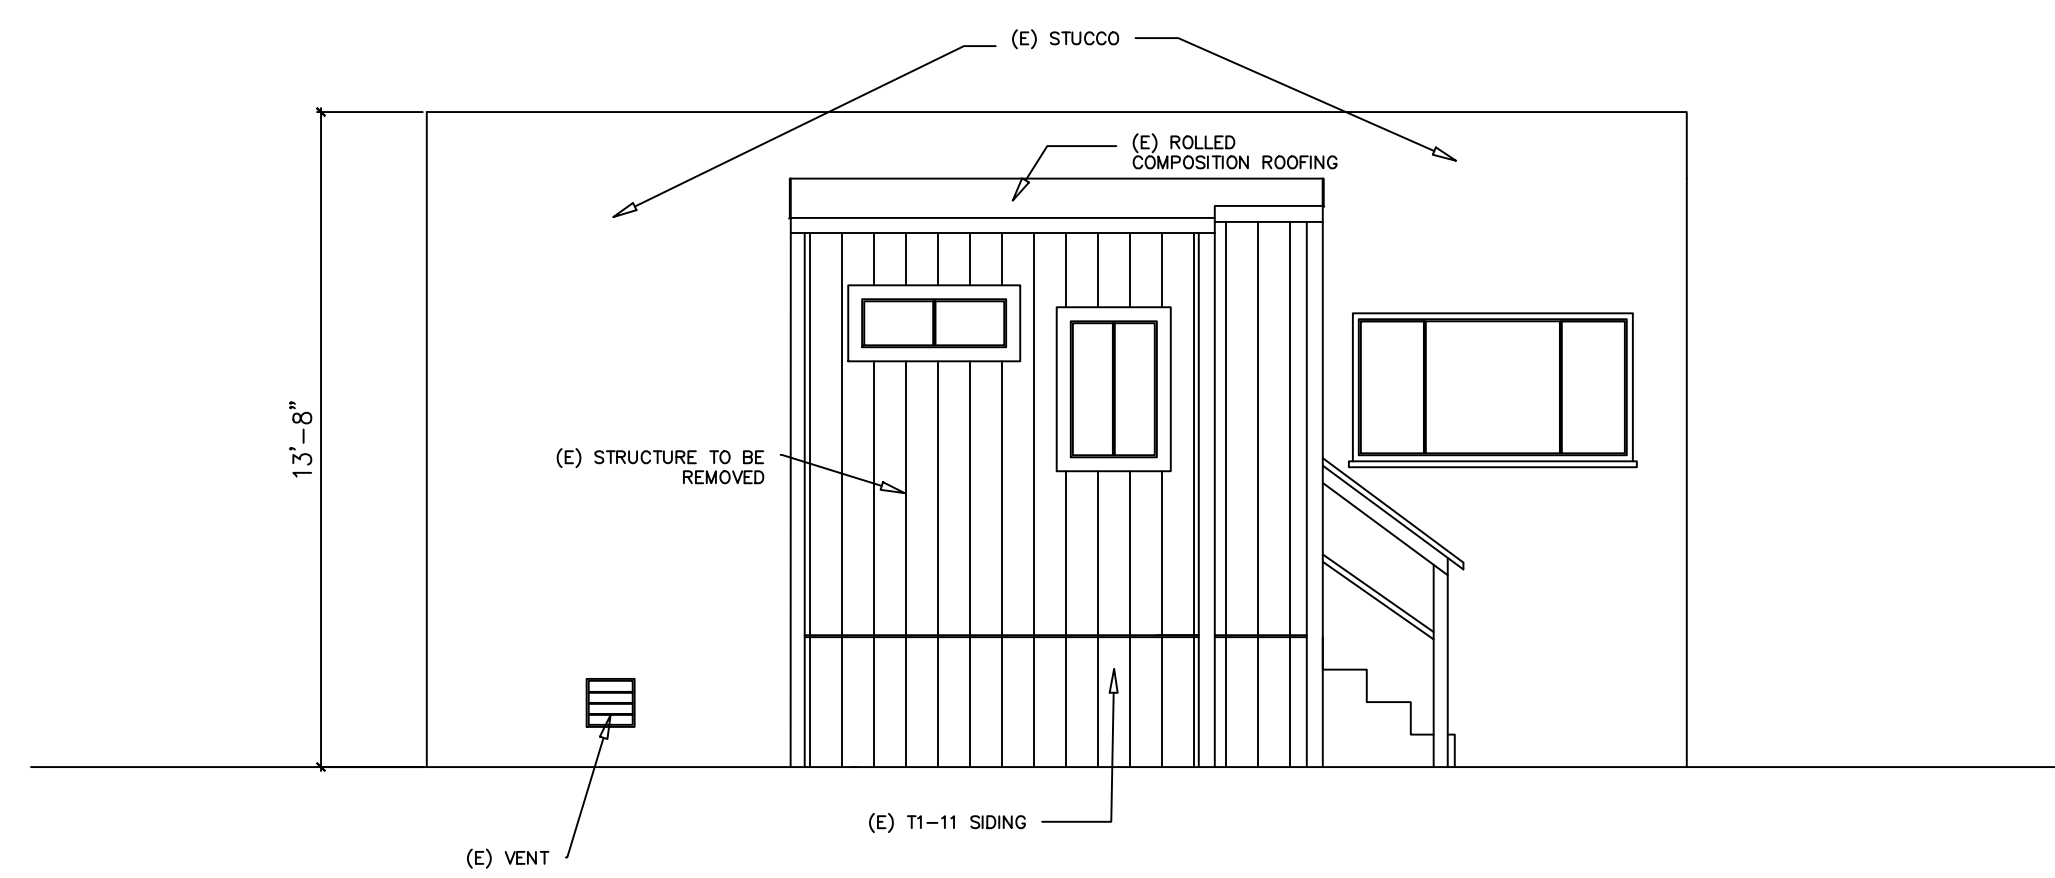 (E) STUCCO
(E) ROLLED
COMPOSITION ROOFING
13'-8"
(E) STRUCTURE TO BE
REMOVED
(E) T1-11 SIDING
(E) VENT